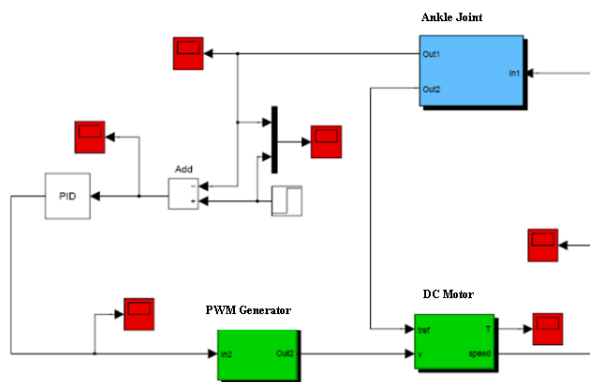 Ankle Joint
Out1
In1
Out2
Add
PID
PWM Generator
DC Motor
In2
Out2
tref
T
v
speed